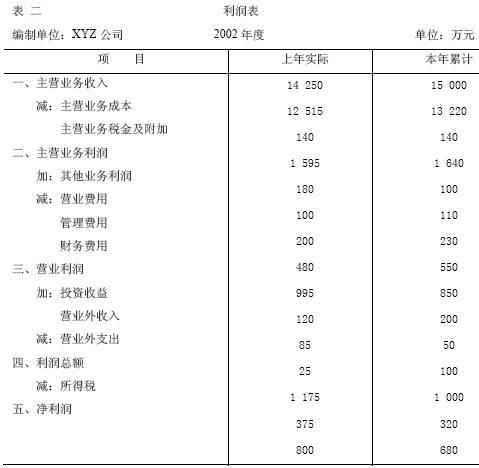 表 二 利润表
编制单位：XYZ 公司 2002 年度 单位：万元
项 目 上年实际 本年累计
一、主营业务收入 14 250 15 000
减：主营业务成本 12 515 13 220
主营业务税金及附加 140 140
二、主营业务利润 1 595 1 640
加：其他业务利润 180 100
减：营业费用 100 110
管理费用 200 230
财务费用 480 550
三、营业利润 995 850
加：投资收益 120 200
营业外收入 85 50
减：营业外支出 25 100
四、利润总额 1 175 1 000
减：所得税 375 320
五、净利润 800 680